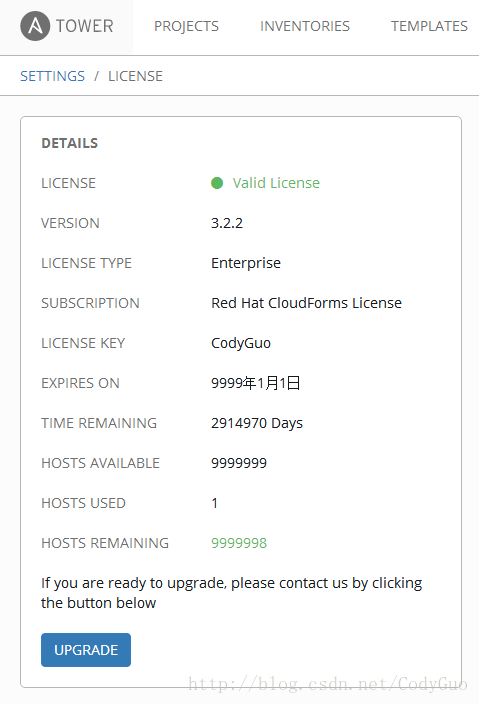 A TOWER PROJECTS INVENTORIES TEMPLATES
SETTINGS / LICENSE
DETAILS
LICENSE Valid License
VERSION 3.2.2
LICENSE TYPE Enterprise
SUBSCRIPTION Red Hat CloudForms License
LICENSE KEY CodyGuo
EXPIRES ON 9999年1月1日
TIME REMAINING 2914970 Days
HOSTS AVAILABLE 9999999
HOSTS USED 1
HOSTS REMAINING 9999998
If you are ready to upgrade, please contact us by clicking
the button below
UPGRADE
http://blog.csdn.net/CodyGuo